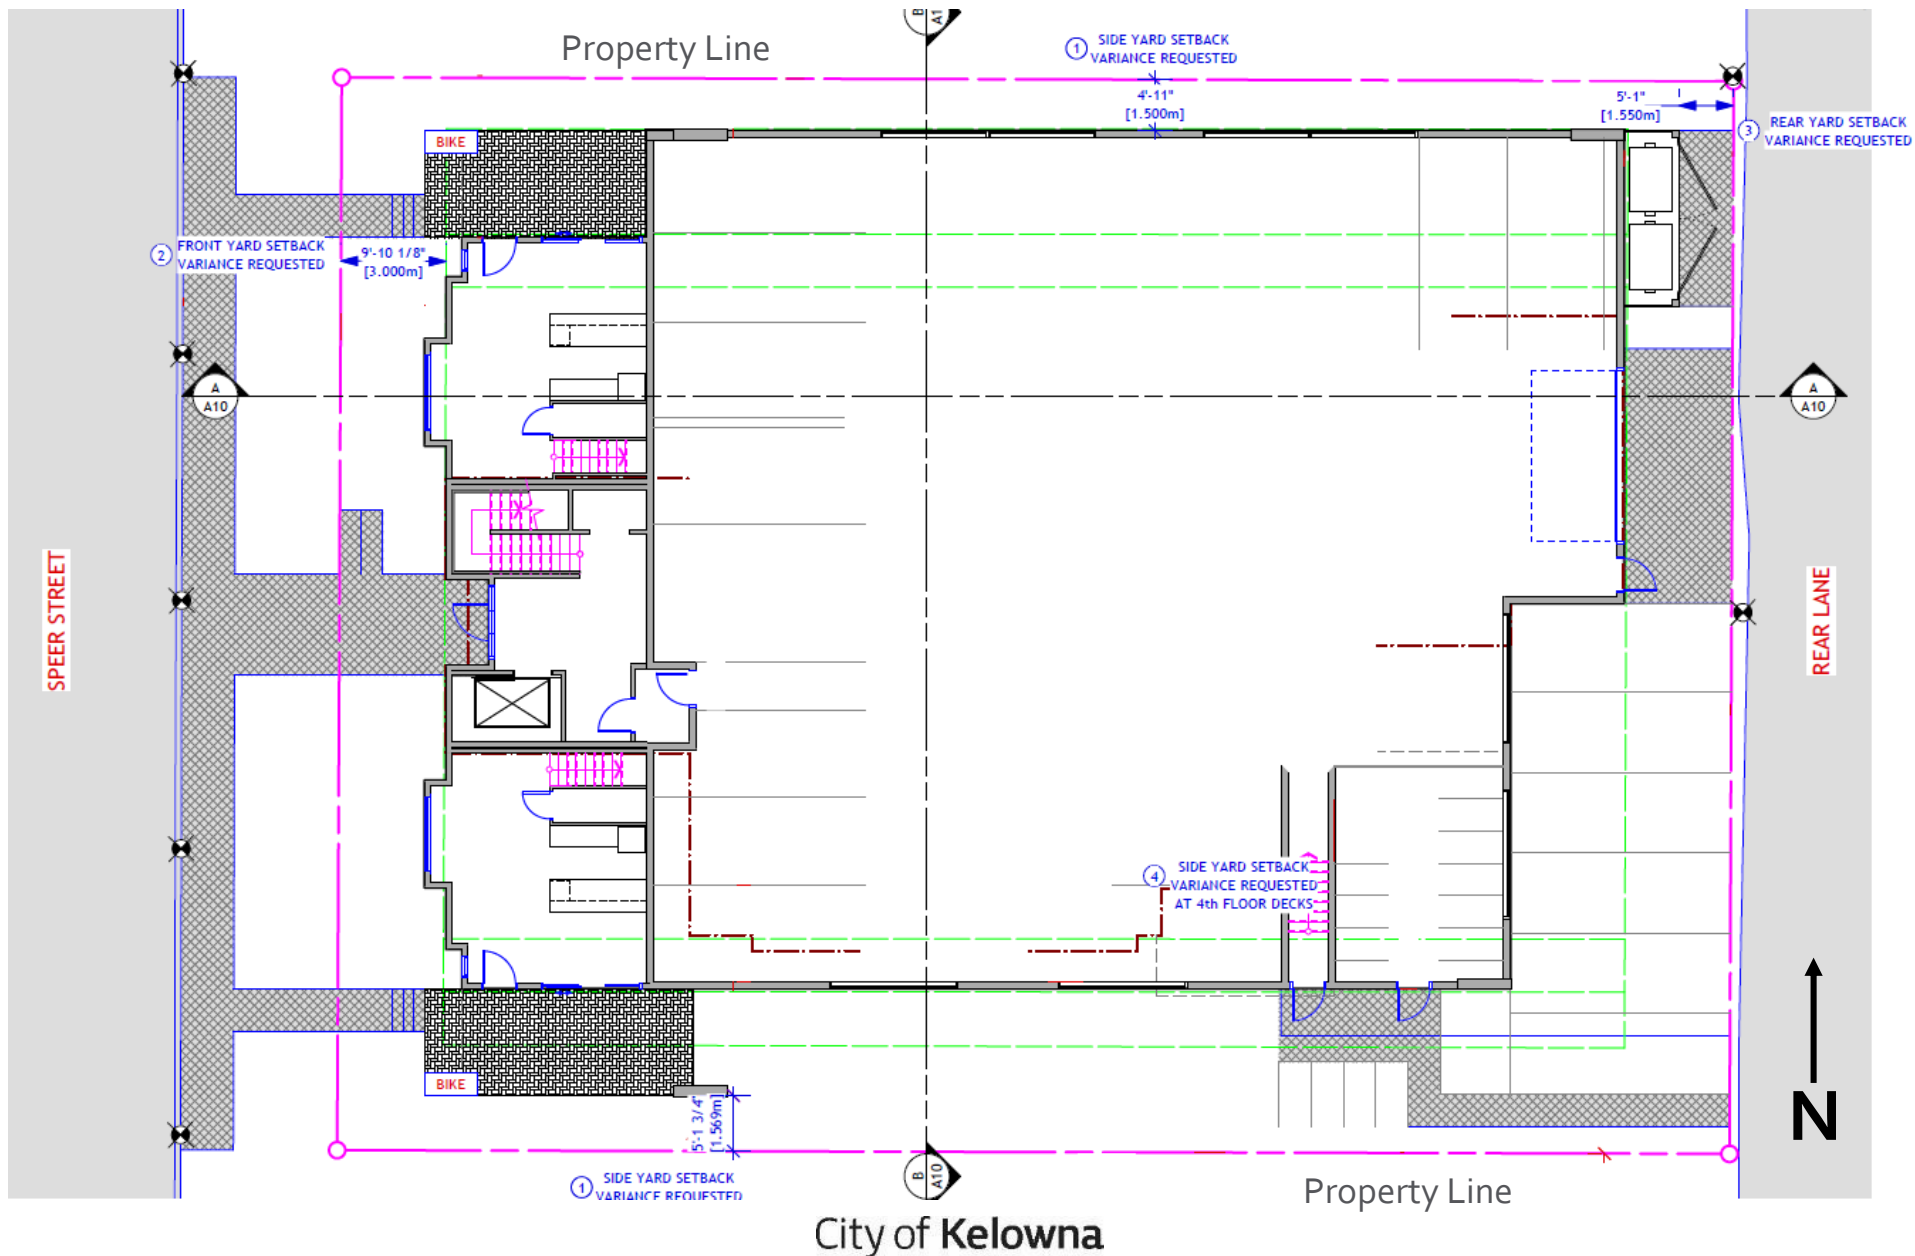 B
A1
Property Line
1 SIDE YARD SETBACK
VARIANCE REQUESTED
4'-11"
[1.500m]
5'-1"
[1.550m]
3 REAR YARD SETBACK
VARIANCE REQUESTED
BIKE
2 FRONT YARD SETBACK
VARIANCE REQUESTED
9'-10 1/8"
[3.000m]
A
A10
A
A10
SPEER STREET
REAR LANE
4 SIDE YARD SETBACK
VARIANCE REQUESTED
AT 4th FLOOR DECKS
BIKE
5'-1 3/4"
[1.569m]
N
B
A10
1 SIDE YARD SETBACK
VARIANCE REQUESTED
Property Line
City of Kelowna